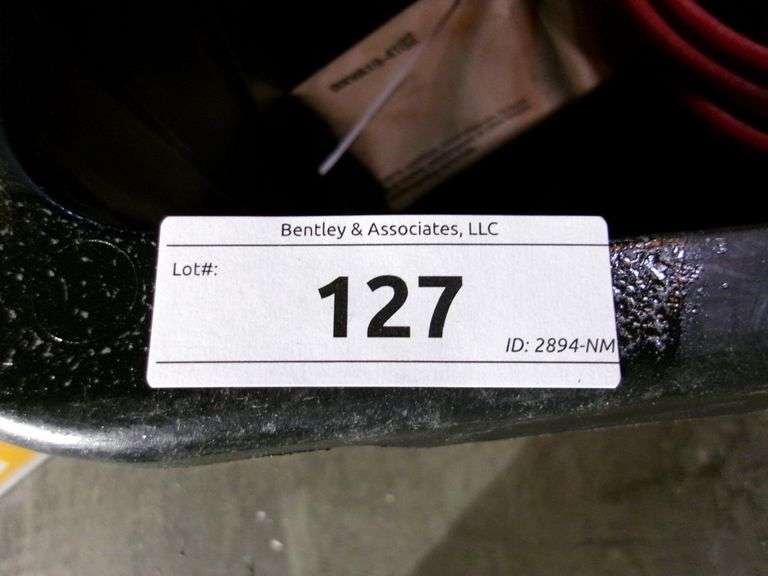 Bentley & Associates, LLC
Lot#:
127
ID: 2894-NM